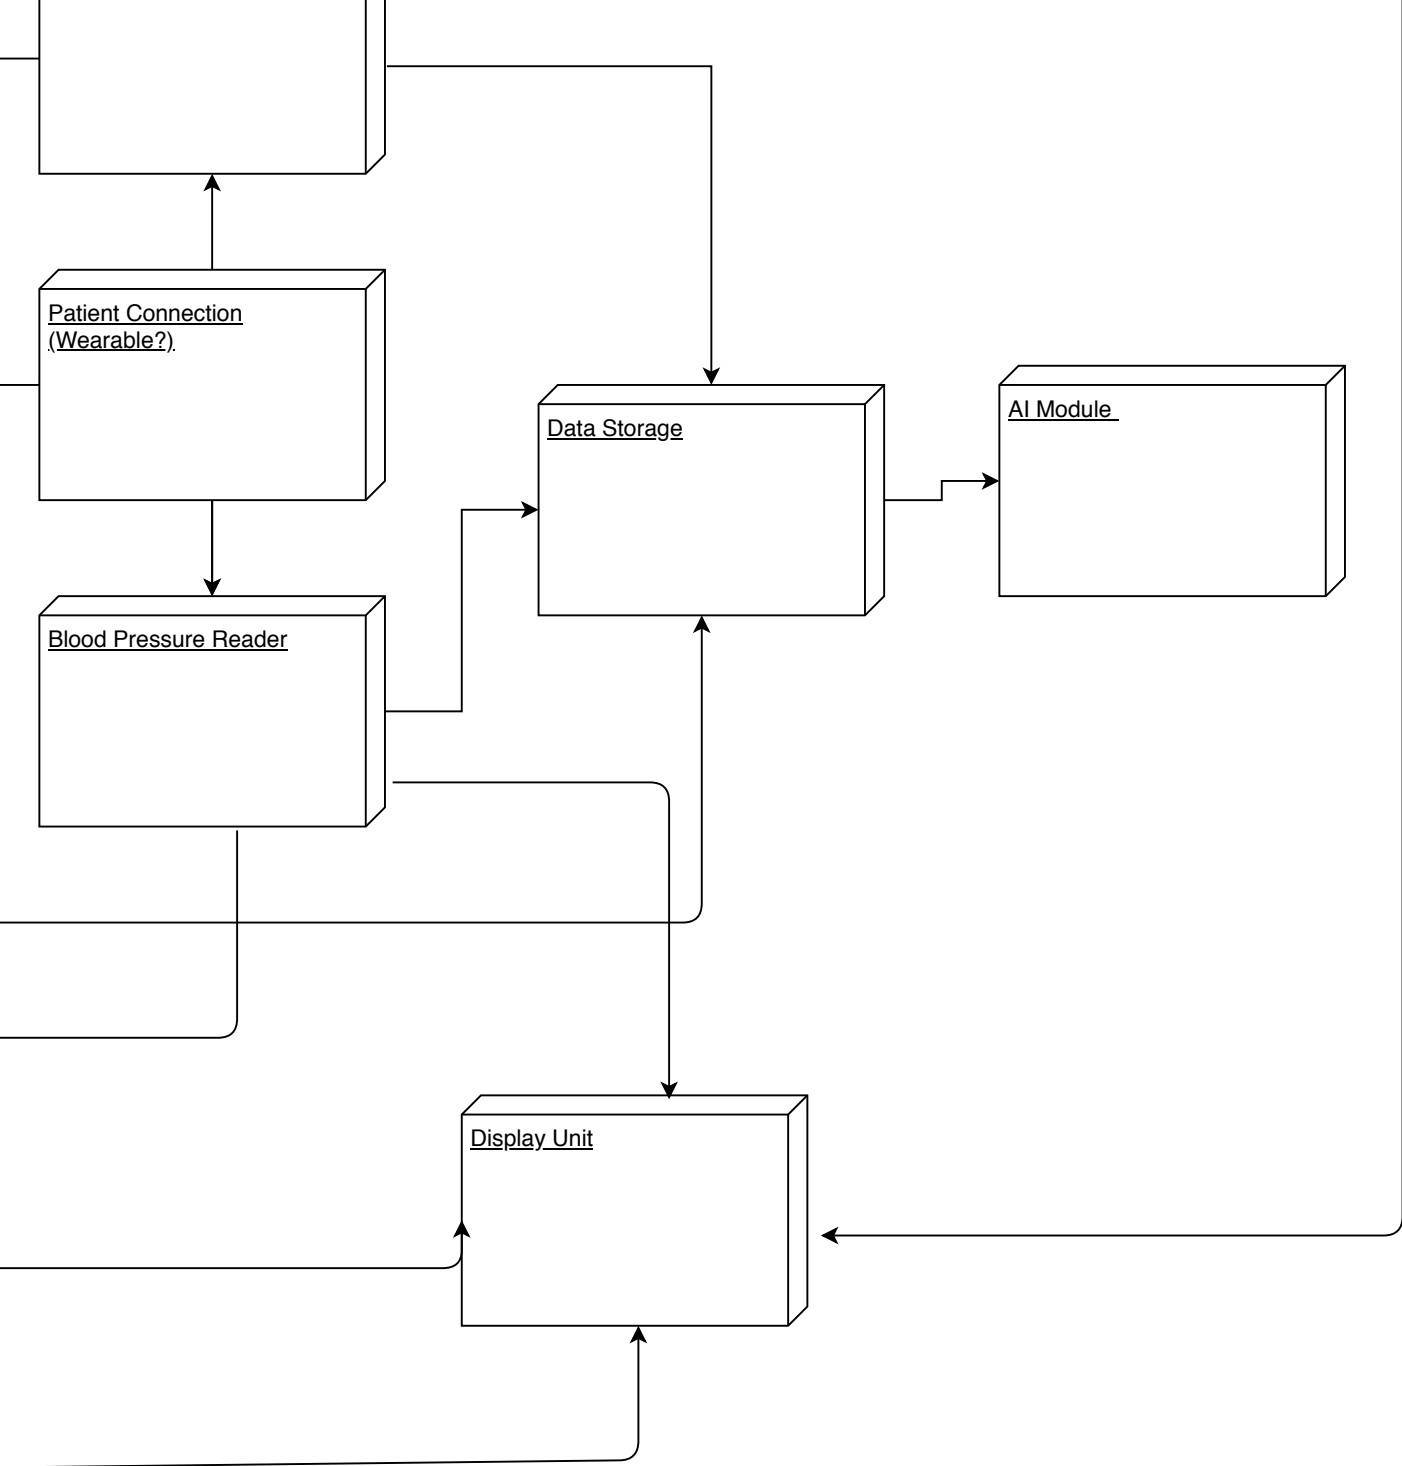 Patient Connection
(Wearable?)
Data Storage
AI Module
Blood Pressure Reader
Display Unit